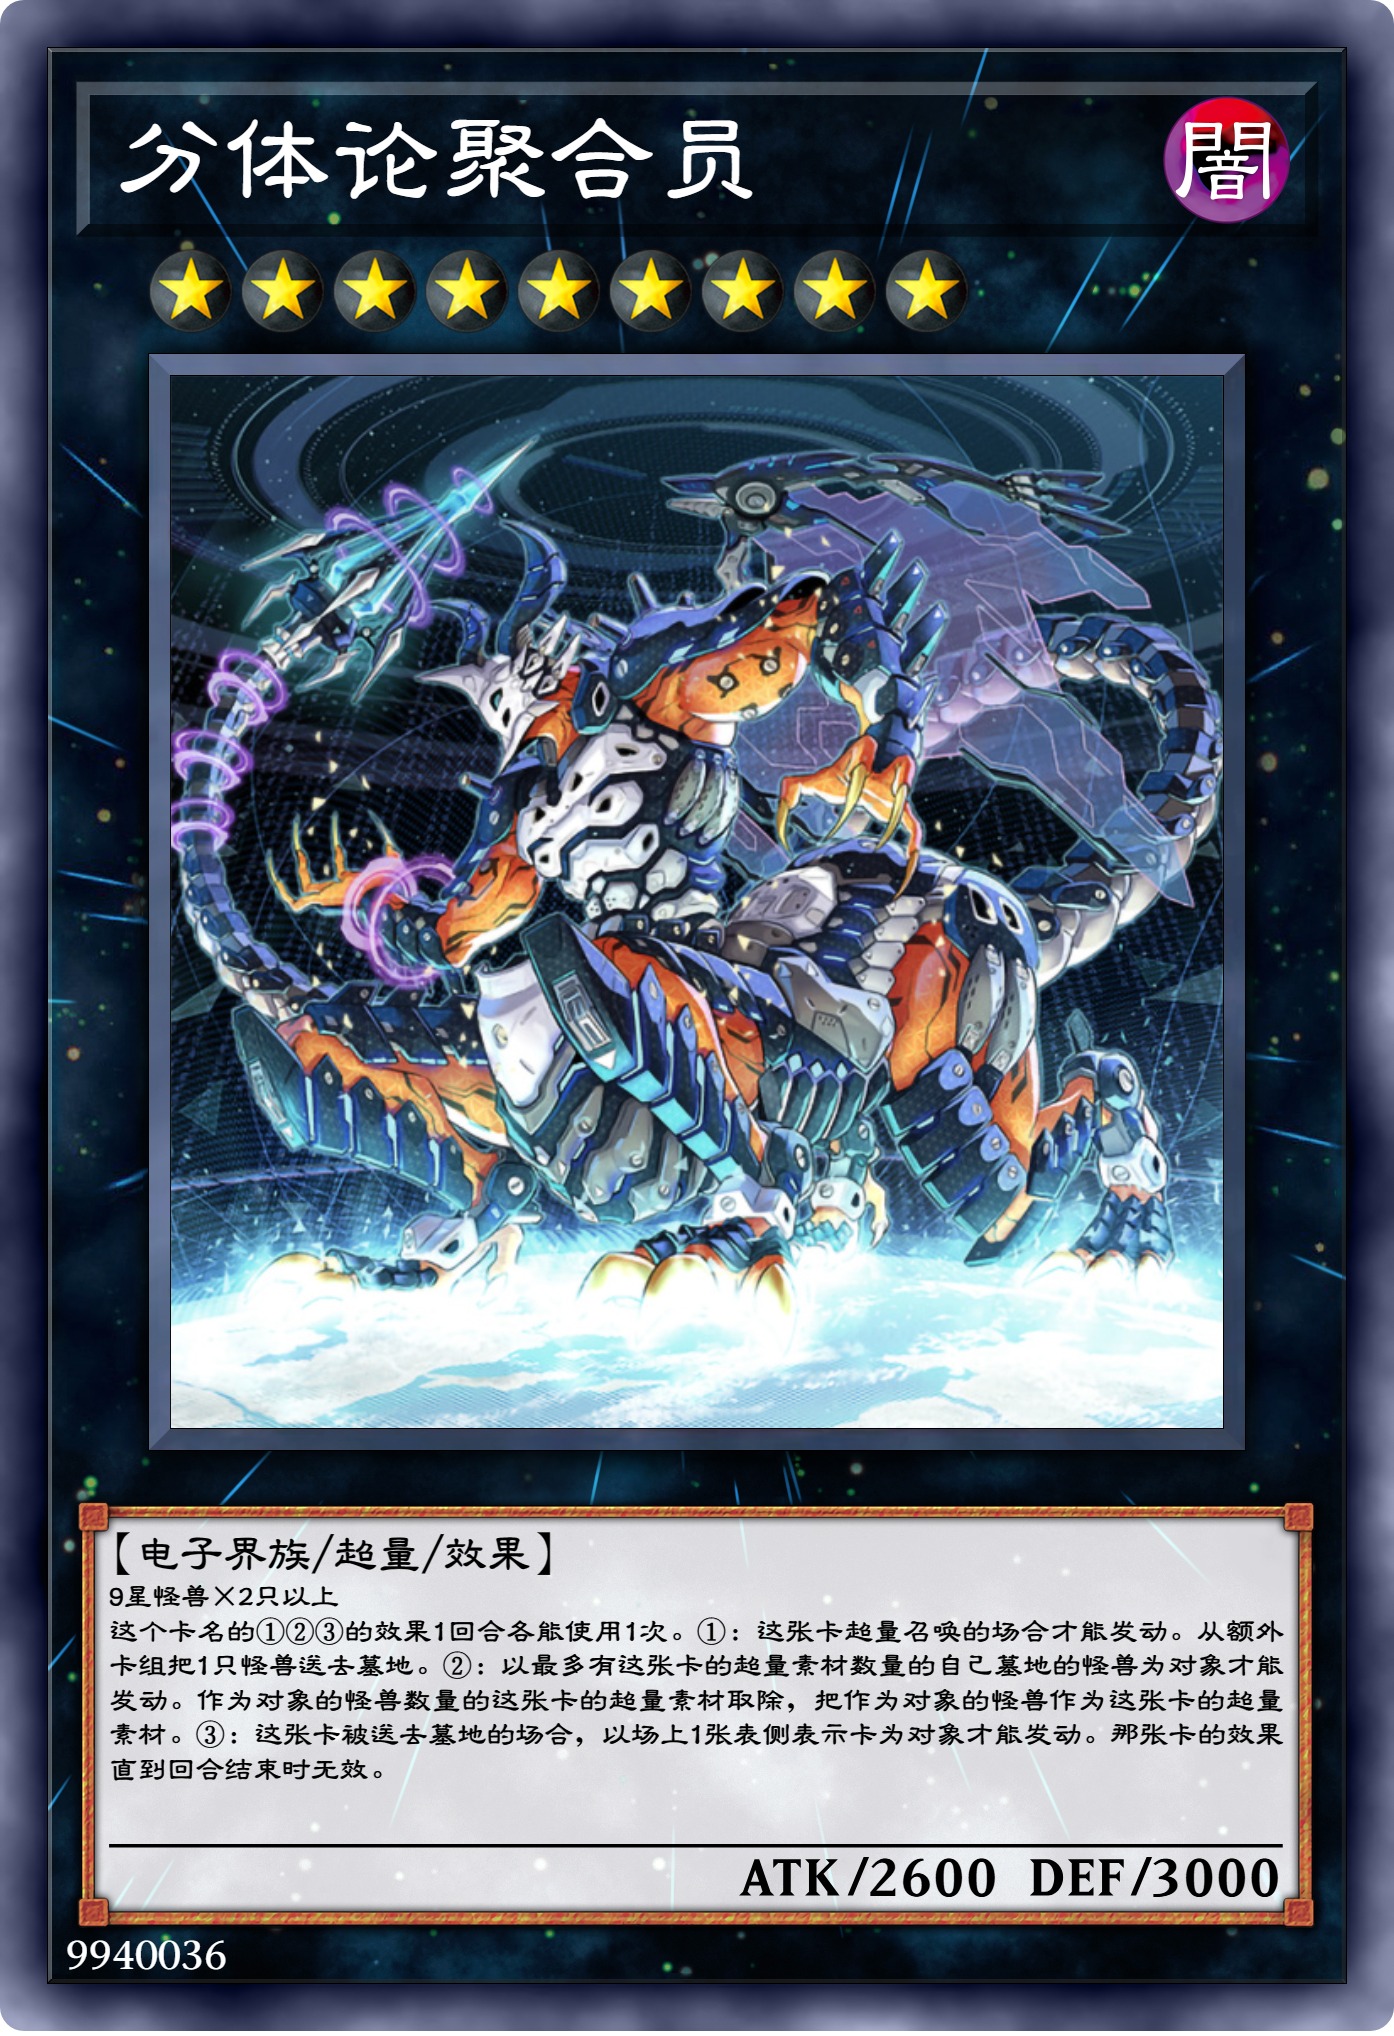 分体论聚合员
闇
【电子界族/超量/效果】
9星怪兽×2只以上
这个卡名的①②③的效果1回合各能使用1次。①：这张卡超量召唤的场合才能发动。从额外
卡组把1只怪兽送去墓地。②：以最多有这张卡的超量素材数量的自己墓地的怪兽为对象才能
发动。作为对象的怪兽数量的这张卡的超量素材取除，把作为对象的怪兽作为这张卡的超量
素材。③：这张卡被送去墓地的场合，以场上1张表侧表示卡为对象才能发动。那张卡的效果
直到回合结束时无效。
ATK/2600 DEF/3000
9940036